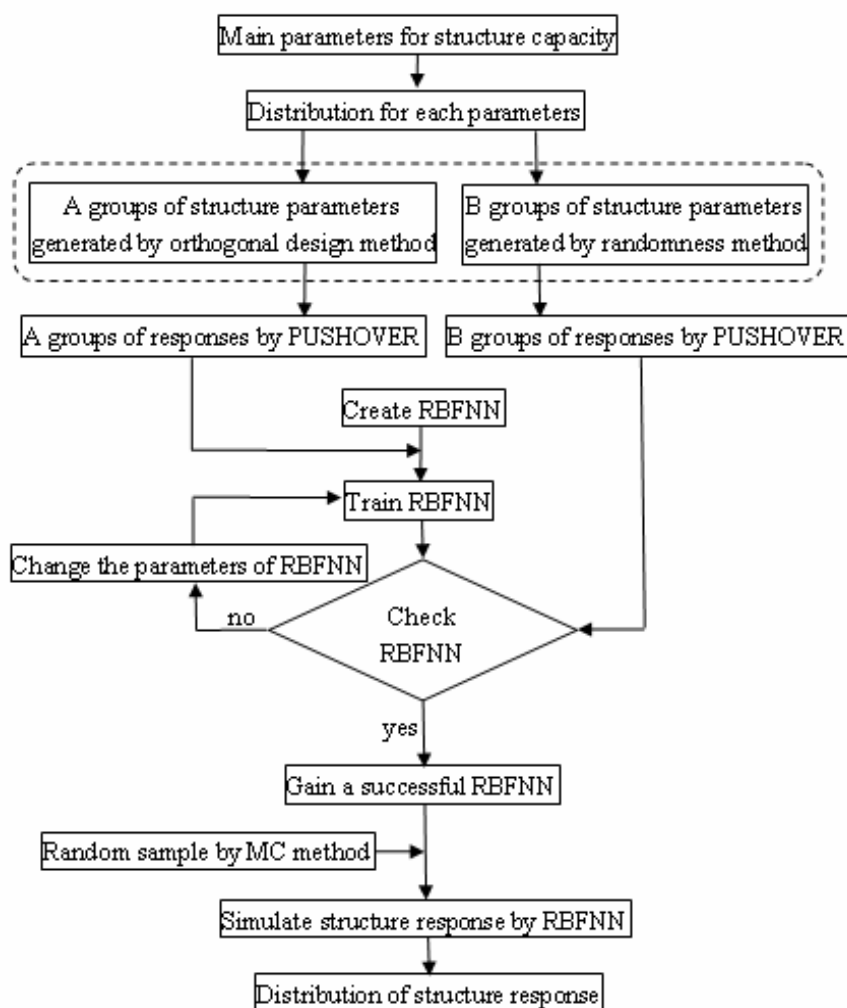 Main parameters for structure capacity
Distribution for each parameters
A groups of structure parameters
generated by orthogonal design method
B groups of structure parameters
generated by randomness method
A groups of responses by PUSHOVER
B groups of responses by PUSHOVER
Create RBFNN
Train RBFNN
Change the parameters of RBFNN
no
Check
RBFNN
yes
Gain a successful RBFNN
Random sample by MC method
Simulate structure response by RBFNN
Distribution of structure response